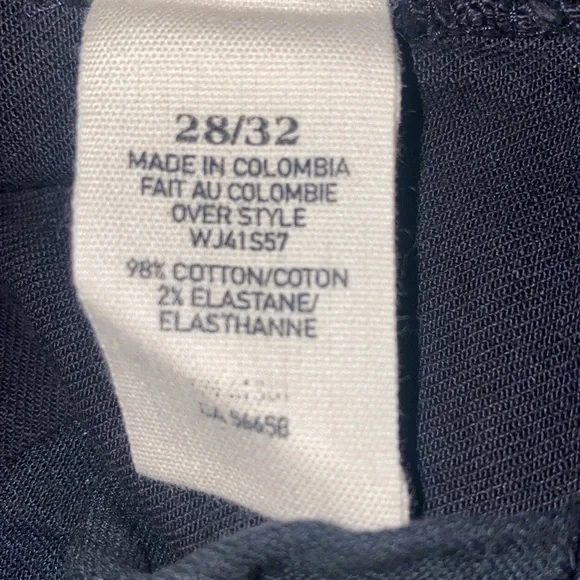 28/32
MADE IN COLOMBIA
FAIT AU COLOMBIE
OVER STYLE
WJ41S57
98% COTTON/COTON
2% ELASTANE/
ELASTHANNE
CA 56658